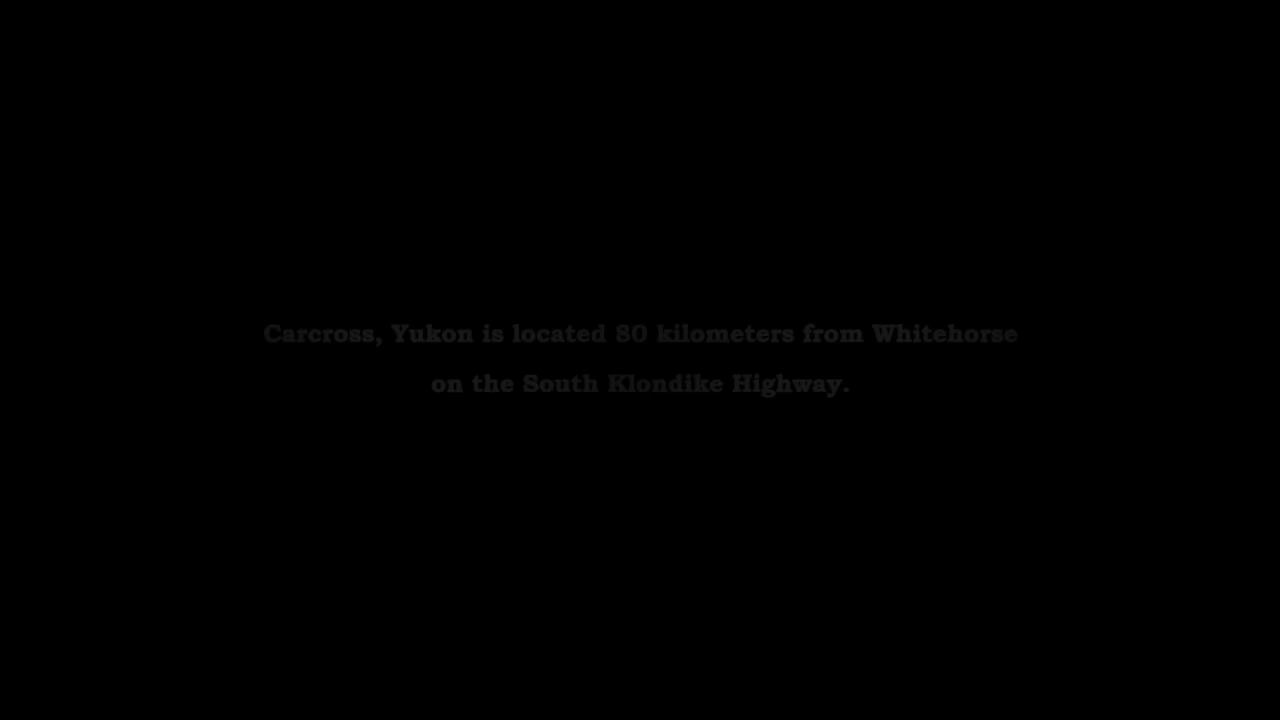 Carcross, Yukon is located 80 kilometers from Whitehorse
on the South Klondike Highway.